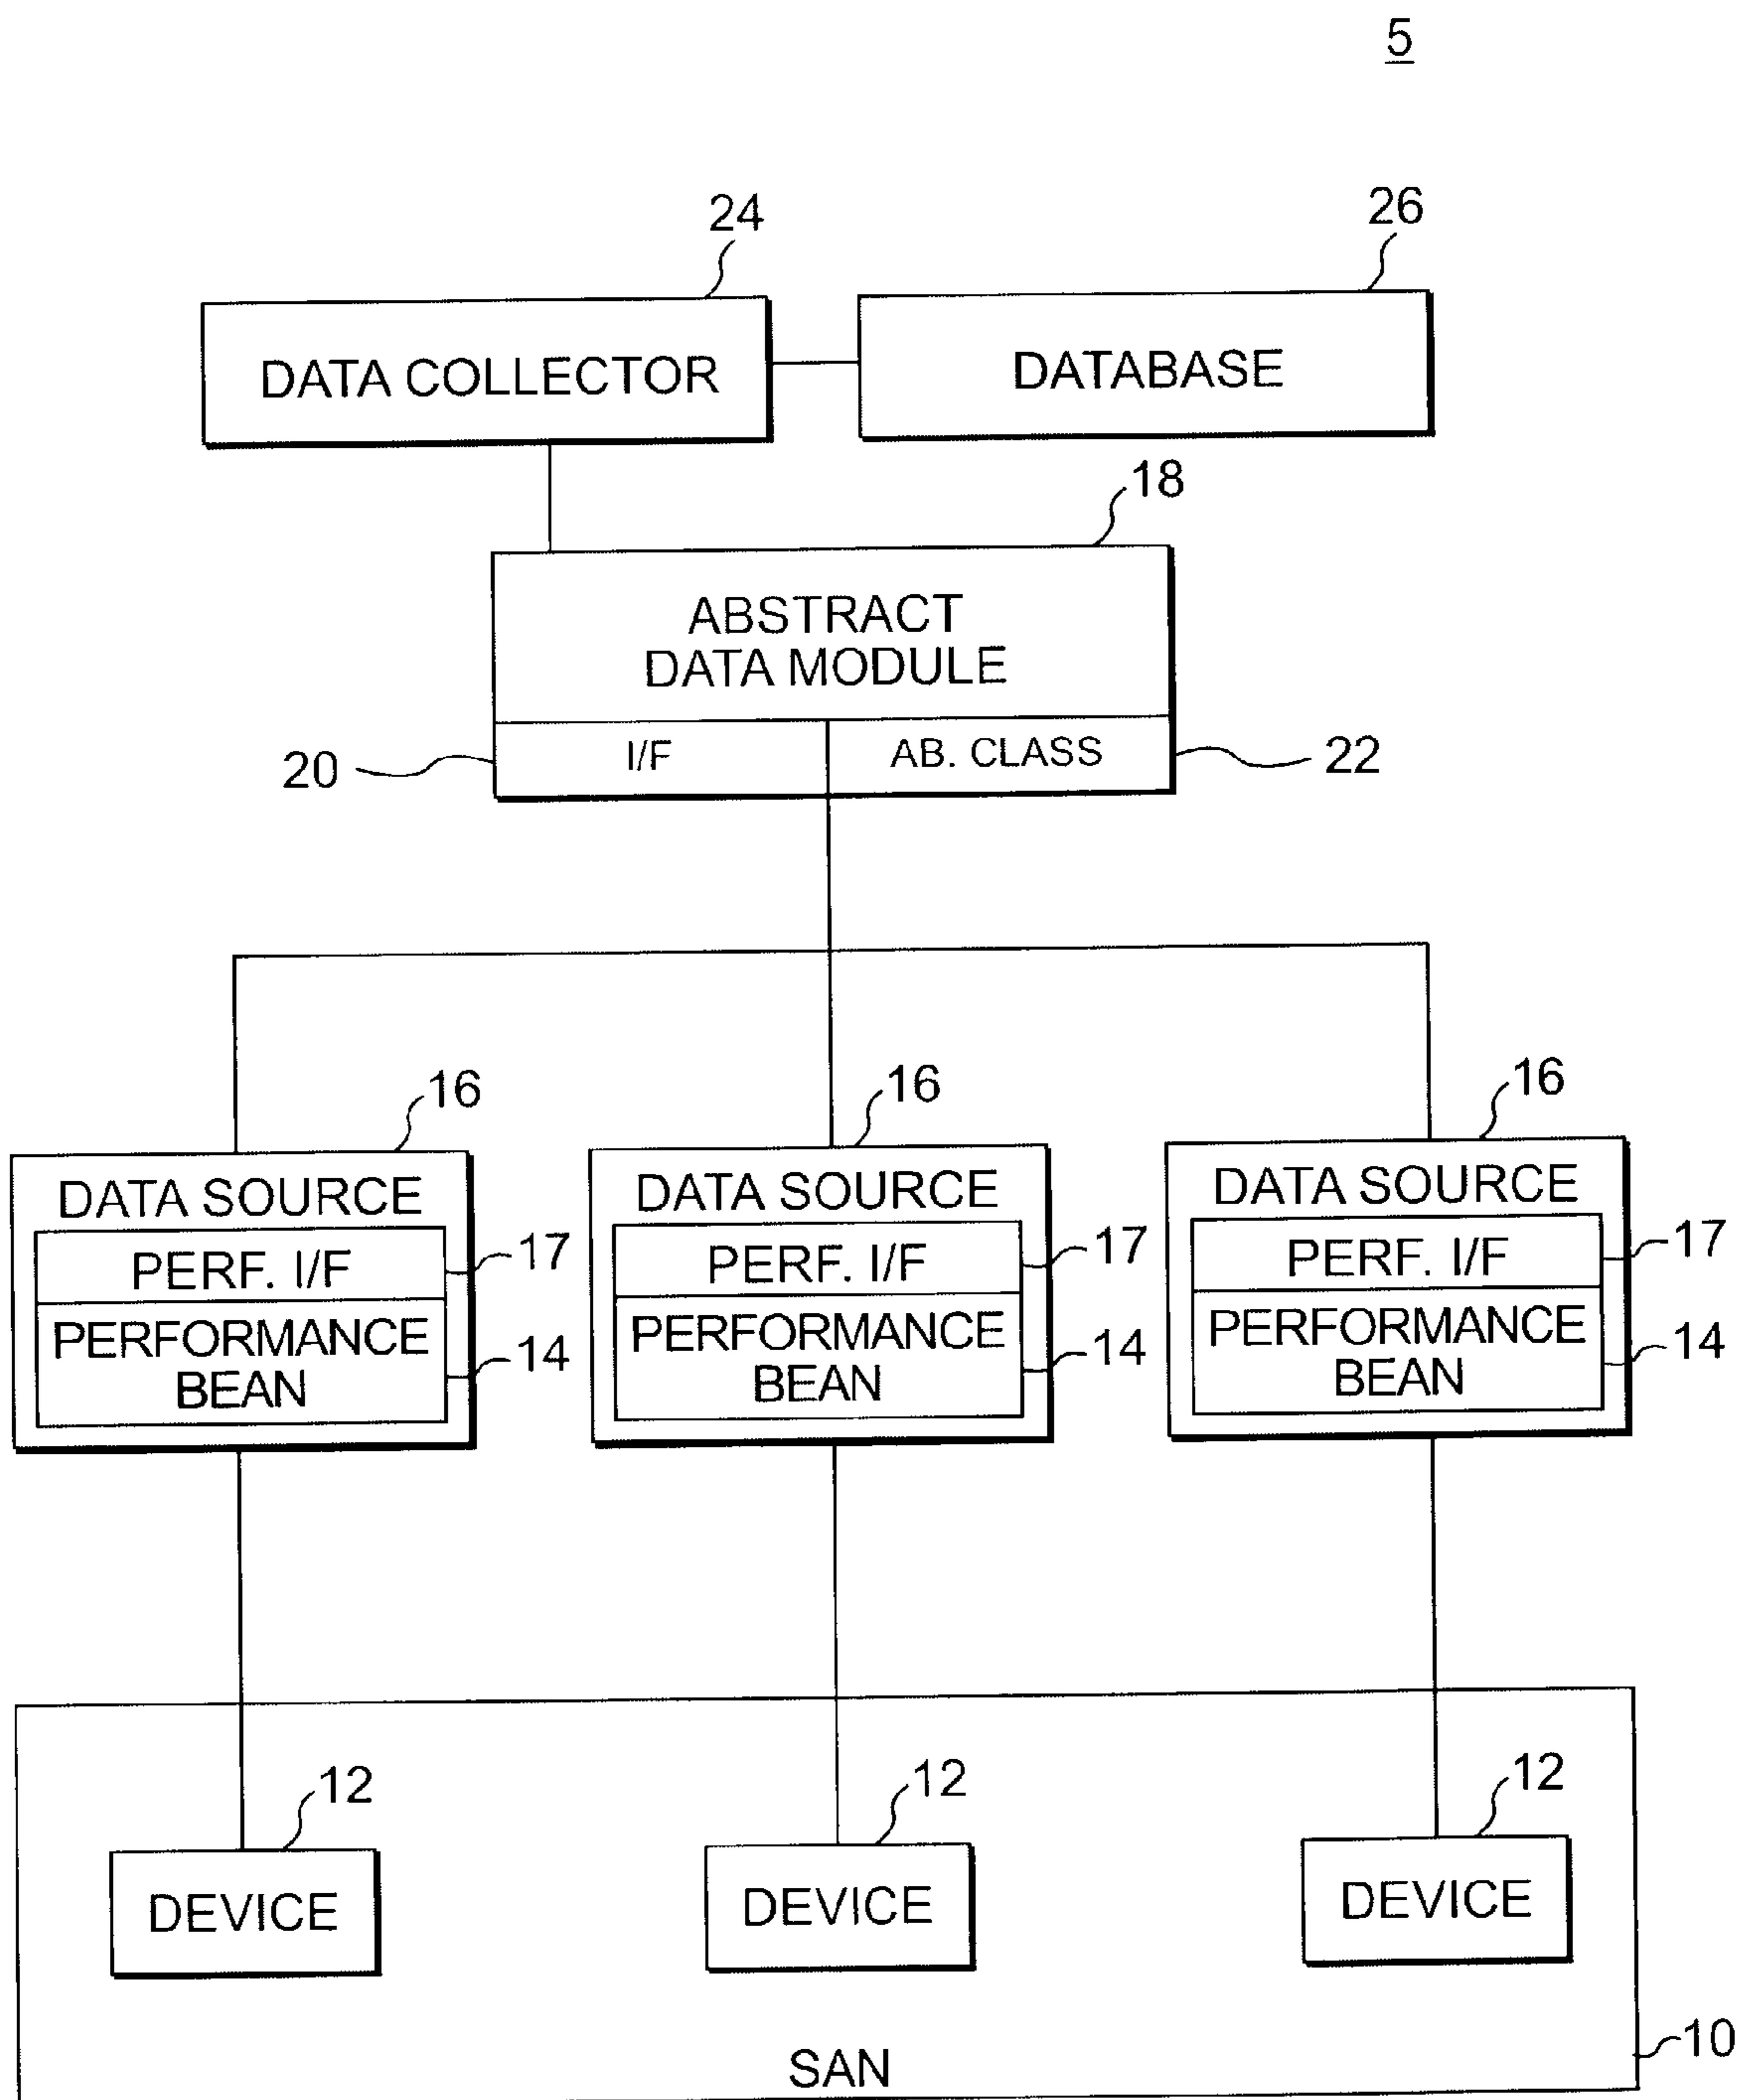 5
24
26
DATA COLLECTOR
DATABASE
18
ABSTRACT
DATA MODULE
20
I/F
AB. CLASS
22
16
16
16
DATA SOURCE
DATA SOURCE
DATA SOURCE
PERF. I/F
17
PERF. I/F
17
PERF. I/F
17
PERFORMANCE
BEAN
14
PERFORMANCE
BEAN
14
PERFORMANCE
BEAN
14
12
12
12
DEVICE
DEVICE
DEVICE
SAN
10